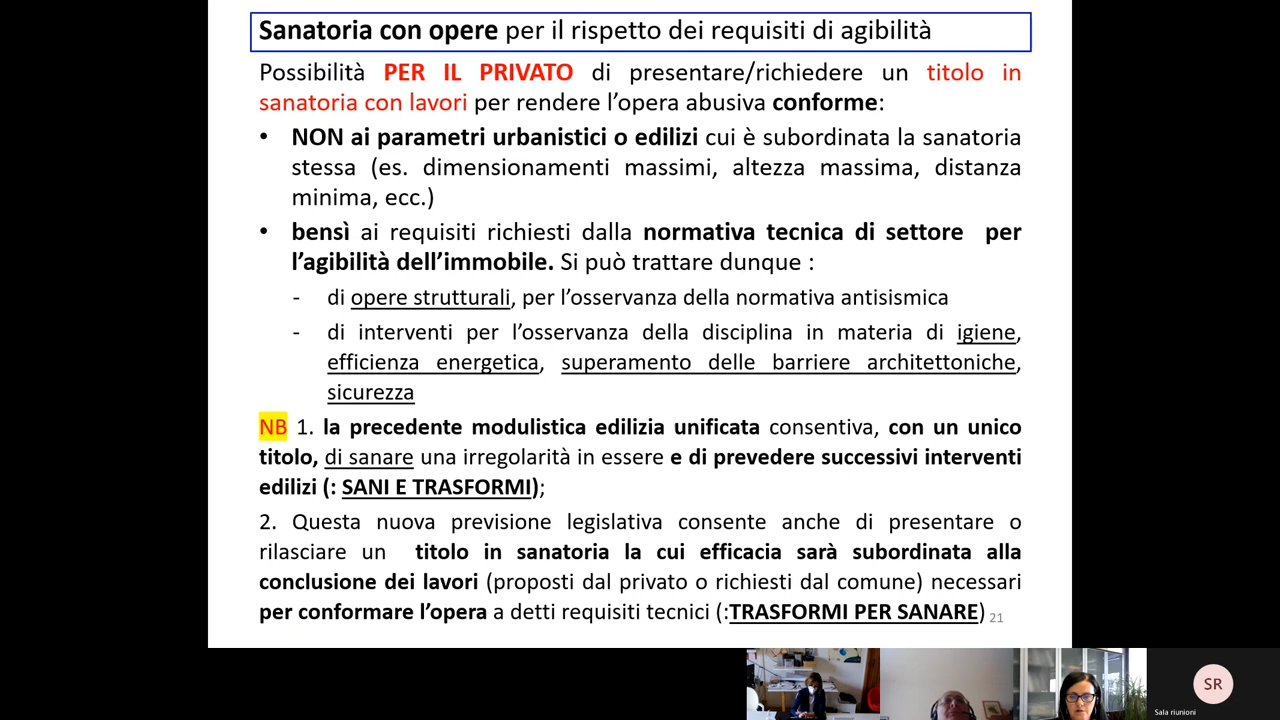 Sanatoria con opere per il rispetto dei requisiti di agibilità
Possibilità PER IL PRIVATO di presentare/richiedere un titolo in
sanatoria con lavori per rendere l'opera abusiva conforme:
• NON ai parametri urbanistici o edilizi cui è subordinata la sanatoria
stessa (es. dimensionamenti massimi, altezza massima, distanza
minima, ecc.)
• bensì ai requisiti richiesti dalla normativa tecnica di settore per
l'agibilità dell'immobile. Si può trattare dunque :
- di opere strutturali, per l'osservanza della normativa antisismica
- di interventi per l'osservanza della disciplina in materia di igiene,
efficienza energetica, superamento delle barriere architettoniche,
sicurezza
NB 1. la precedente modulistica edilizia unificata consentiva, con un unico
titolo, di sanare una irregolarità in essere e di prevedere successivi interventi
edilizi (: SANI E TRASFORMI);
2. Questa nuova previsione legislativa consente anche di presentare o
rilasciare un titolo in sanatoria la cui efficacia sarà subordinata alla
conclusione dei lavori (proposti dal privato o richiesti dal comune) necessari
per conformare l'opera a detti requisiti tecnici (:TRASFORMI PER SANARE) 21
SR
Sala riunioni